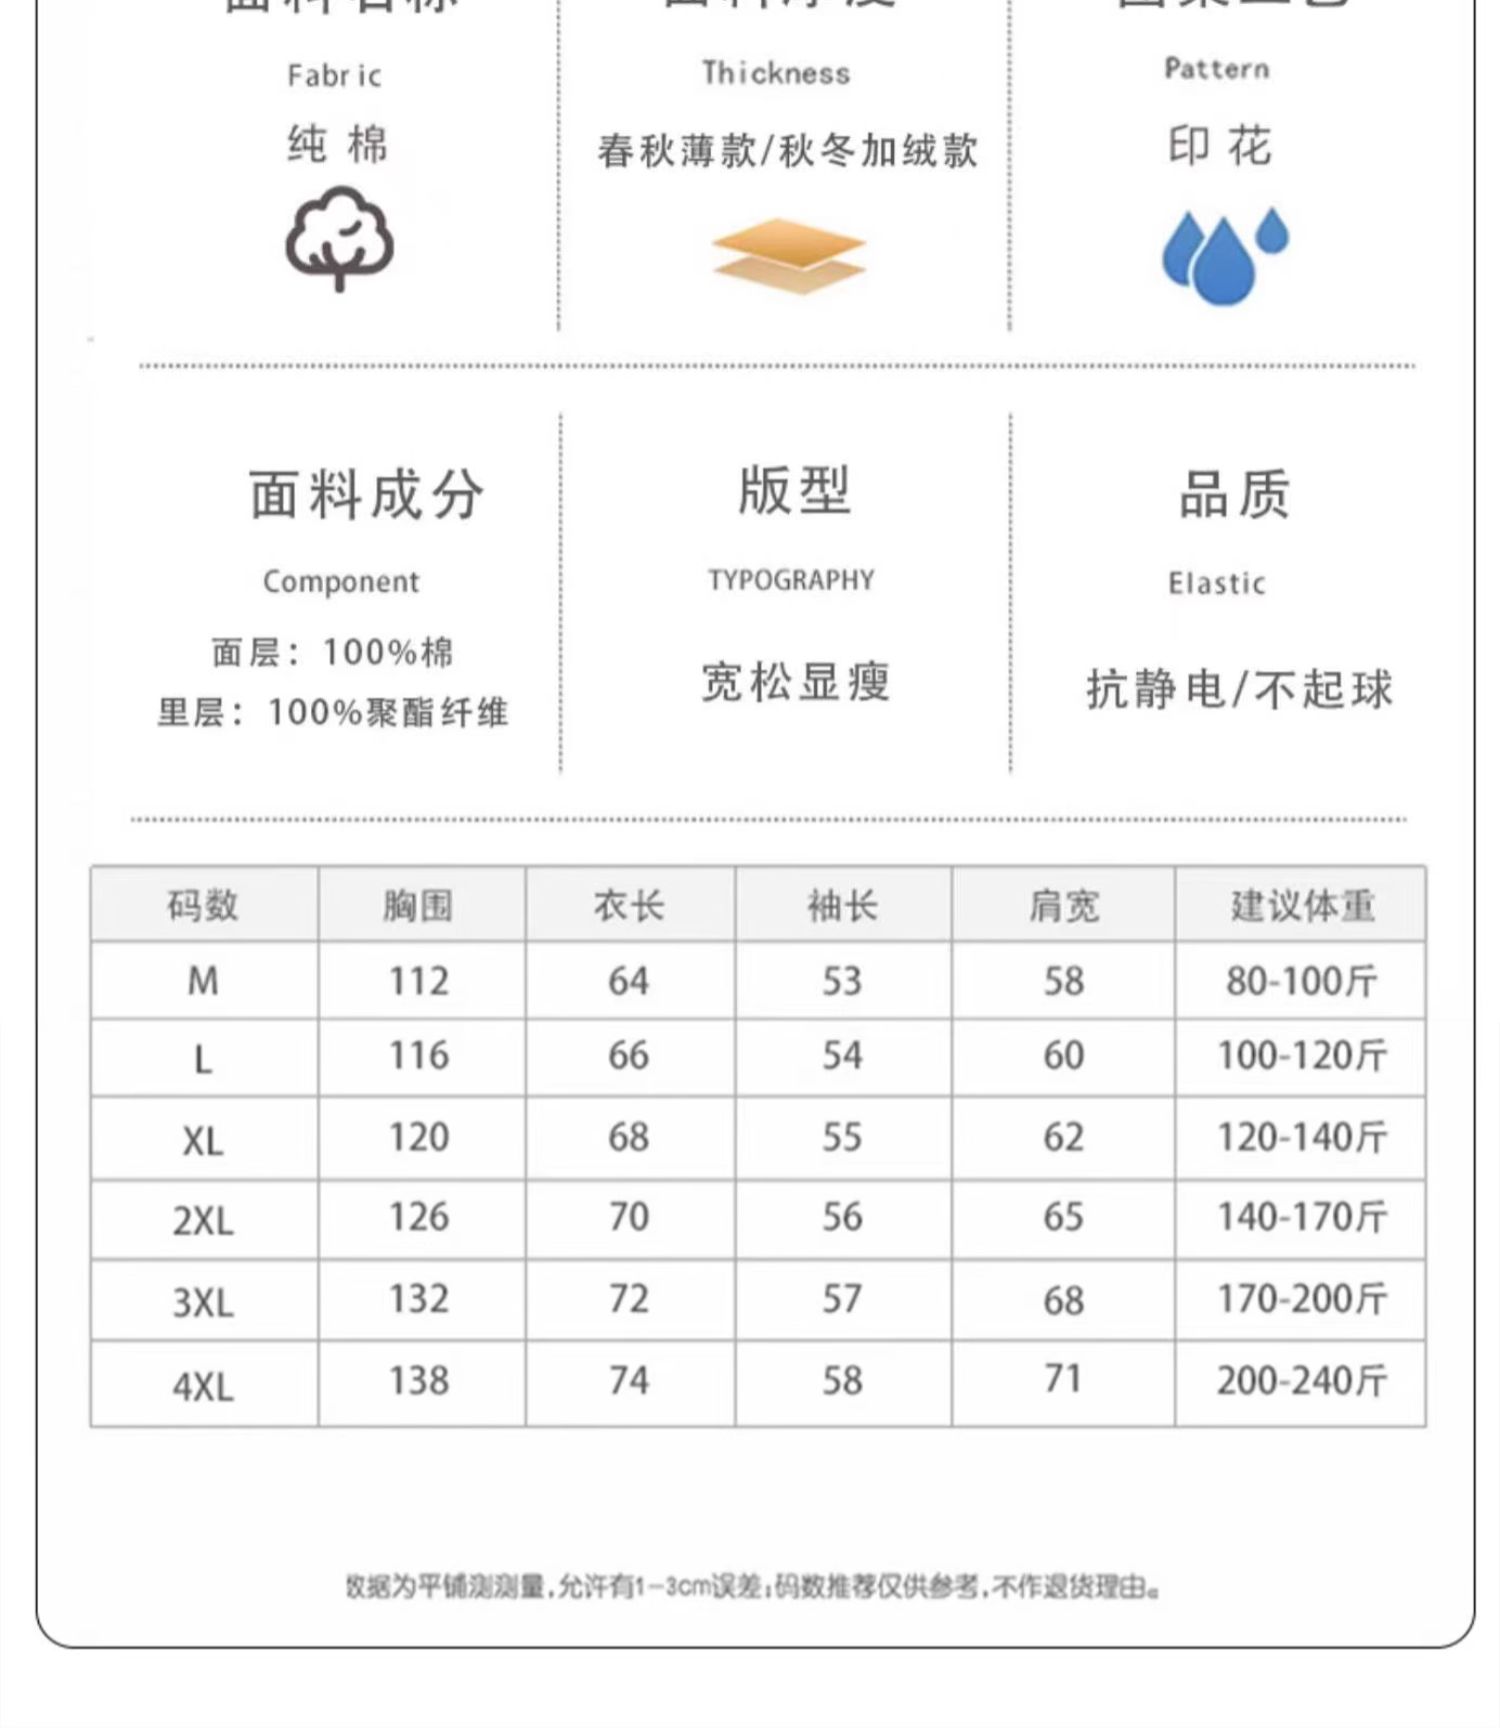 Fabric
Thickness
Pattern
纯棉
春秋薄款/秋冬加绒款
印花
面料成分
版型
品质
Component
TYPOGRAPHY
Elastic
面层：100%棉
里层：100%聚酯纤维
宽松显瘦
抗静电/不起球
码数 胸围 衣长 袖长 肩宽 建议体重
M 112 64 53 58 80-100斤
L 116 66 54 60 100-120斤
XL 120 68 55 62 120-140斤
2XL 126 70 56 65 140-170斤
3XL 132 72 57 68 170-200斤
4XL 138 74 58 71 200-240斤
数据为平铺测测量,允许有1-3cm误差;码数推荐仅供参考,不作退货理由。